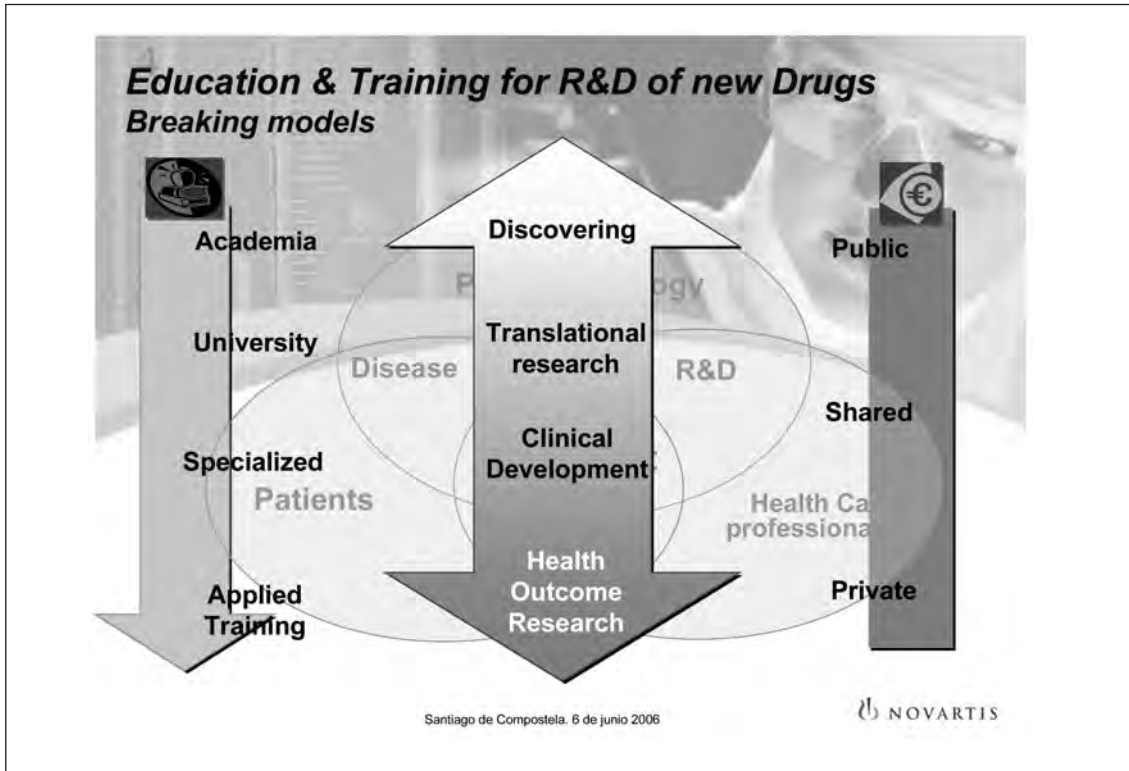 Education & Training for R&D of new Drugs
Breaking models
Academia
University
Specialized
Applied
Training
Discovering
Translational
research
Clinical
Development
Health
Outcome
Research
€
Public
Shared
Private
Disease
R&D
Patients
Health
Santiago de Compostela. 6 de junio 2006
NOVARTIS